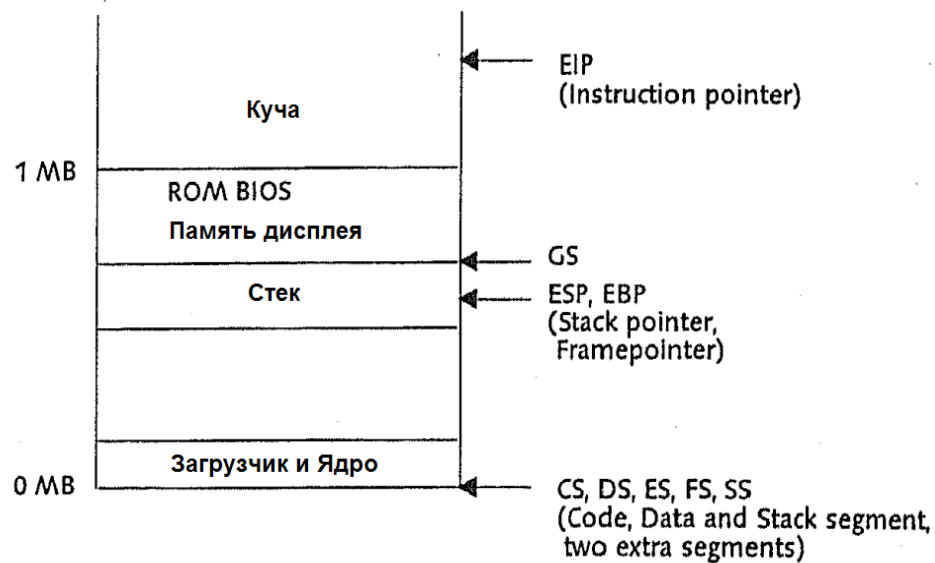 EIP
(Instruction pointer)
Куча
1 MB
ROM BIOS
Память дисплея
GS
Стек
ESP, EBP
(Stack pointer,
Framepointer)
Загрузчик и Ядро
0 MB
CS, DS, ES, FS, SS
(Code, Data and Stack segment,
two extra segments)